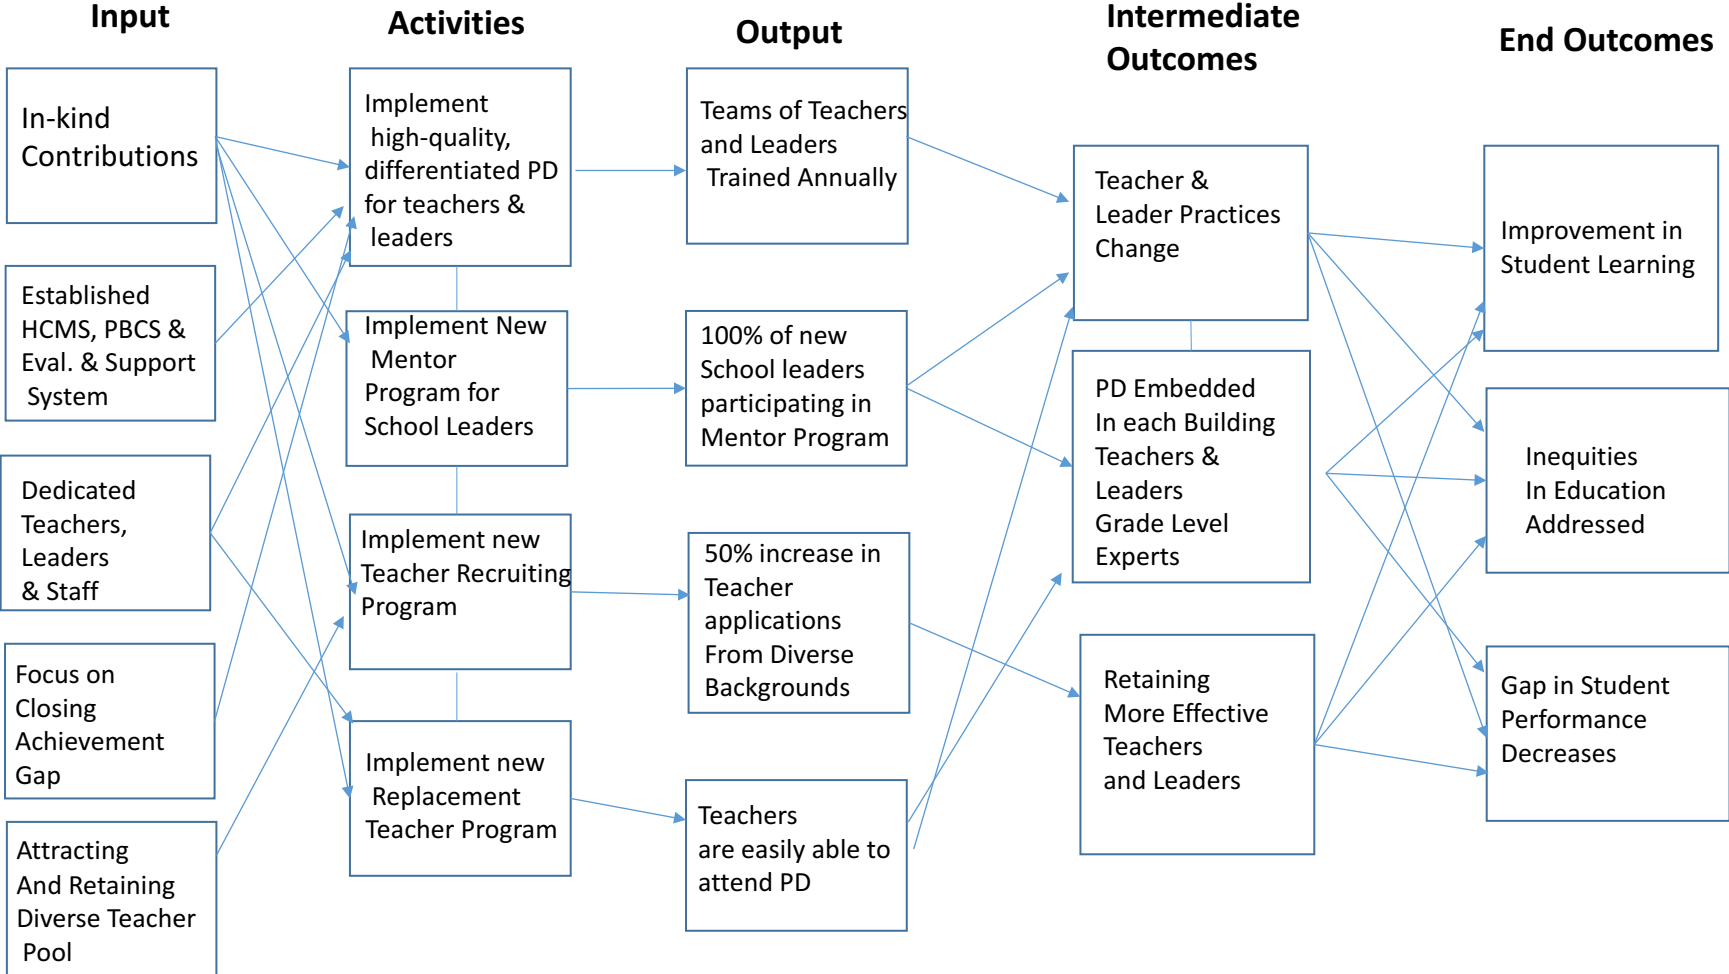 Input
Activities
Output
Intermediate
Outcomes
End Outcomes
In-kind
Contributions
Established
HCMS, PBCS &
Eval. & Support
System
Dedicated
Teachers,
Leaders
& Staff
Focus on
Closing
Achievement
Gap
Attracting
And Retaining
Diverse Teacher
Pool
Implement
high-quality,
differentiated PD
for teachers &
leaders
Implement New
Mentor
Program for
School Leaders
Implement new
Teacher Recruiting
Program
Implement new
Replacement
Teacher Program
Teams of Teachers
and Leaders
Trained Annually
100% of new
School leaders
participating in
Mentor Program
50% increase in
Teacher
applications
From Diverse
Backgrounds
Teachers
are easily able to
attend PD
Teacher &
Leader Practices
Change
PD Embedded
In each Building
Teachers &
Leaders
Grade Level
Experts
Retaining
More Effective
Teachers
and Leaders
Improvement in
Student Learning
Inequities
In Education
Addressed
Gap in Student
Performance
Decreases